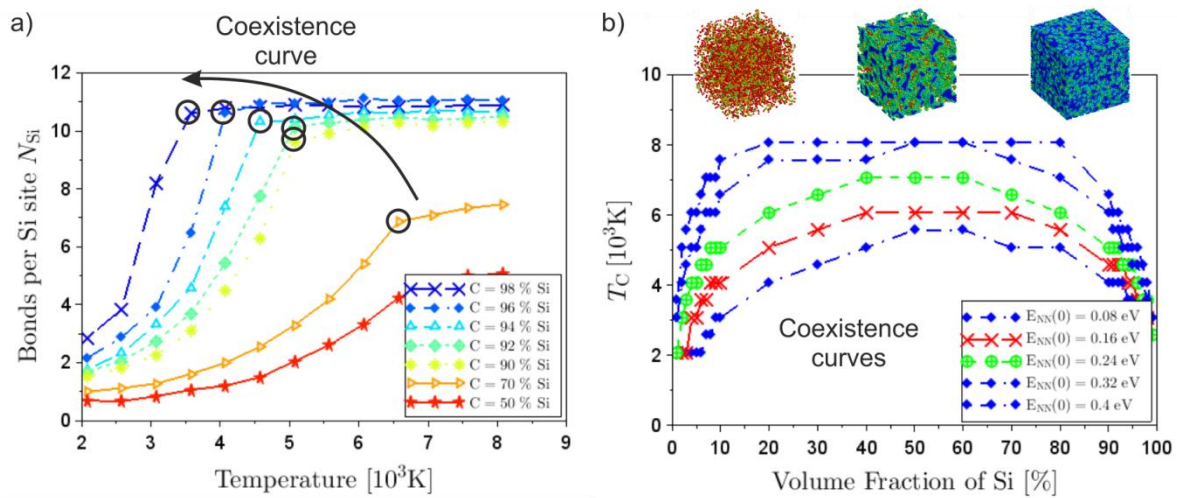 a)
Coexistence
curve
Bonds per Si site N_Si
12
10
8
6
4
2
0
C = 98 % Si
C = 96 % Si
C = 94 % Si
C = 92 % Si
C = 90 % Si
C = 70 % Si
C = 50 % Si
2 3 4 5 6 7 8 9
Temperature [10³K]
b)
T_C [10³K]
10
8
6
4
2
0
Coexistence
curves
E_NN(0) = 0.08 eV
E_NN(0) = 0.16 eV
E_NN(0) = 0.24 eV
E_NN(0) = 0.32 eV
E_NN(0) = 0.4 eV
0 10 20 30 40 50 60 70 80 90 100
Volume Fraction of Si [%]